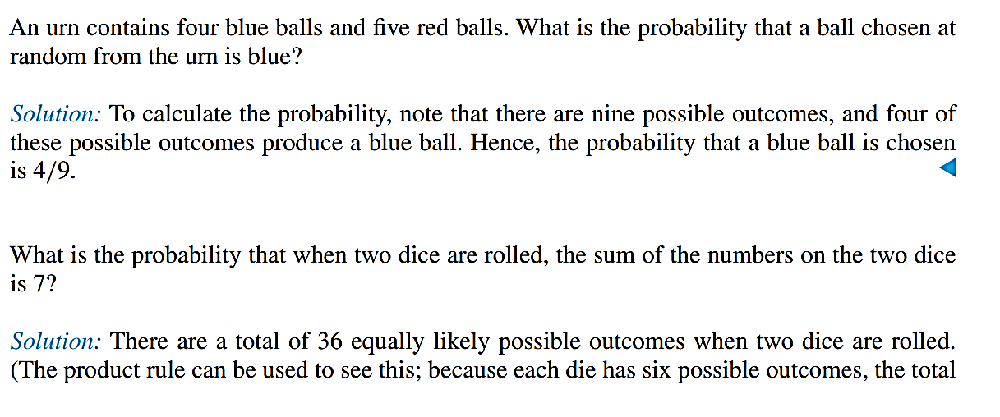 An urn contains four blue balls and five red balls. What is the probability that a ball chosen at
random from the urn is blue?
Solution: To calculate the probability, note that there are nine possible outcomes, and four of
these possible outcomes produce a blue ball. Hence, the probability that a blue ball is chosen
is 4/9.
What is the probability that when two dice are rolled, the sum of the numbers on the two dice
is 7?
Solution: There are a total of 36 equally likely possible outcomes when two dice are rolled.
(The product rule can be used to see this; because each die has six possible outcomes, the total